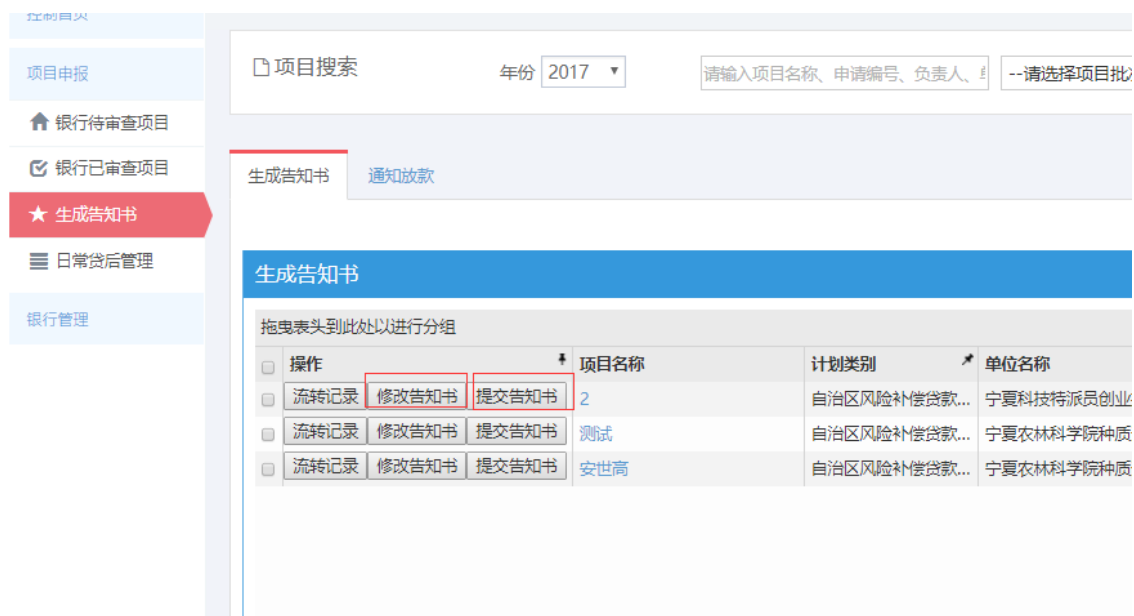 控制首页
项目申报
银行待审查项目
银行已审查项目
生成告知书
日常贷后管理
银行管理
项目搜索
年份 2017
请输入项目名称、申请编号、负责人、
--请选择项目批准
生成告知书 通知放款
生成告知书
拖曳表头到此处以进行分组
操作 项目名称 计划类别 单位名称
流转记录 修改告知书 提交告知书 2 自治区风险补偿贷款... 宁夏科技特派员创业
流转记录 修改告知书 提交告知书 测试 自治区风险补偿贷款... 宁夏农林科学院种质
流转记录 修改告知书 提交告知书 安世高 自治区风险补偿贷款... 宁夏农林科学院种质